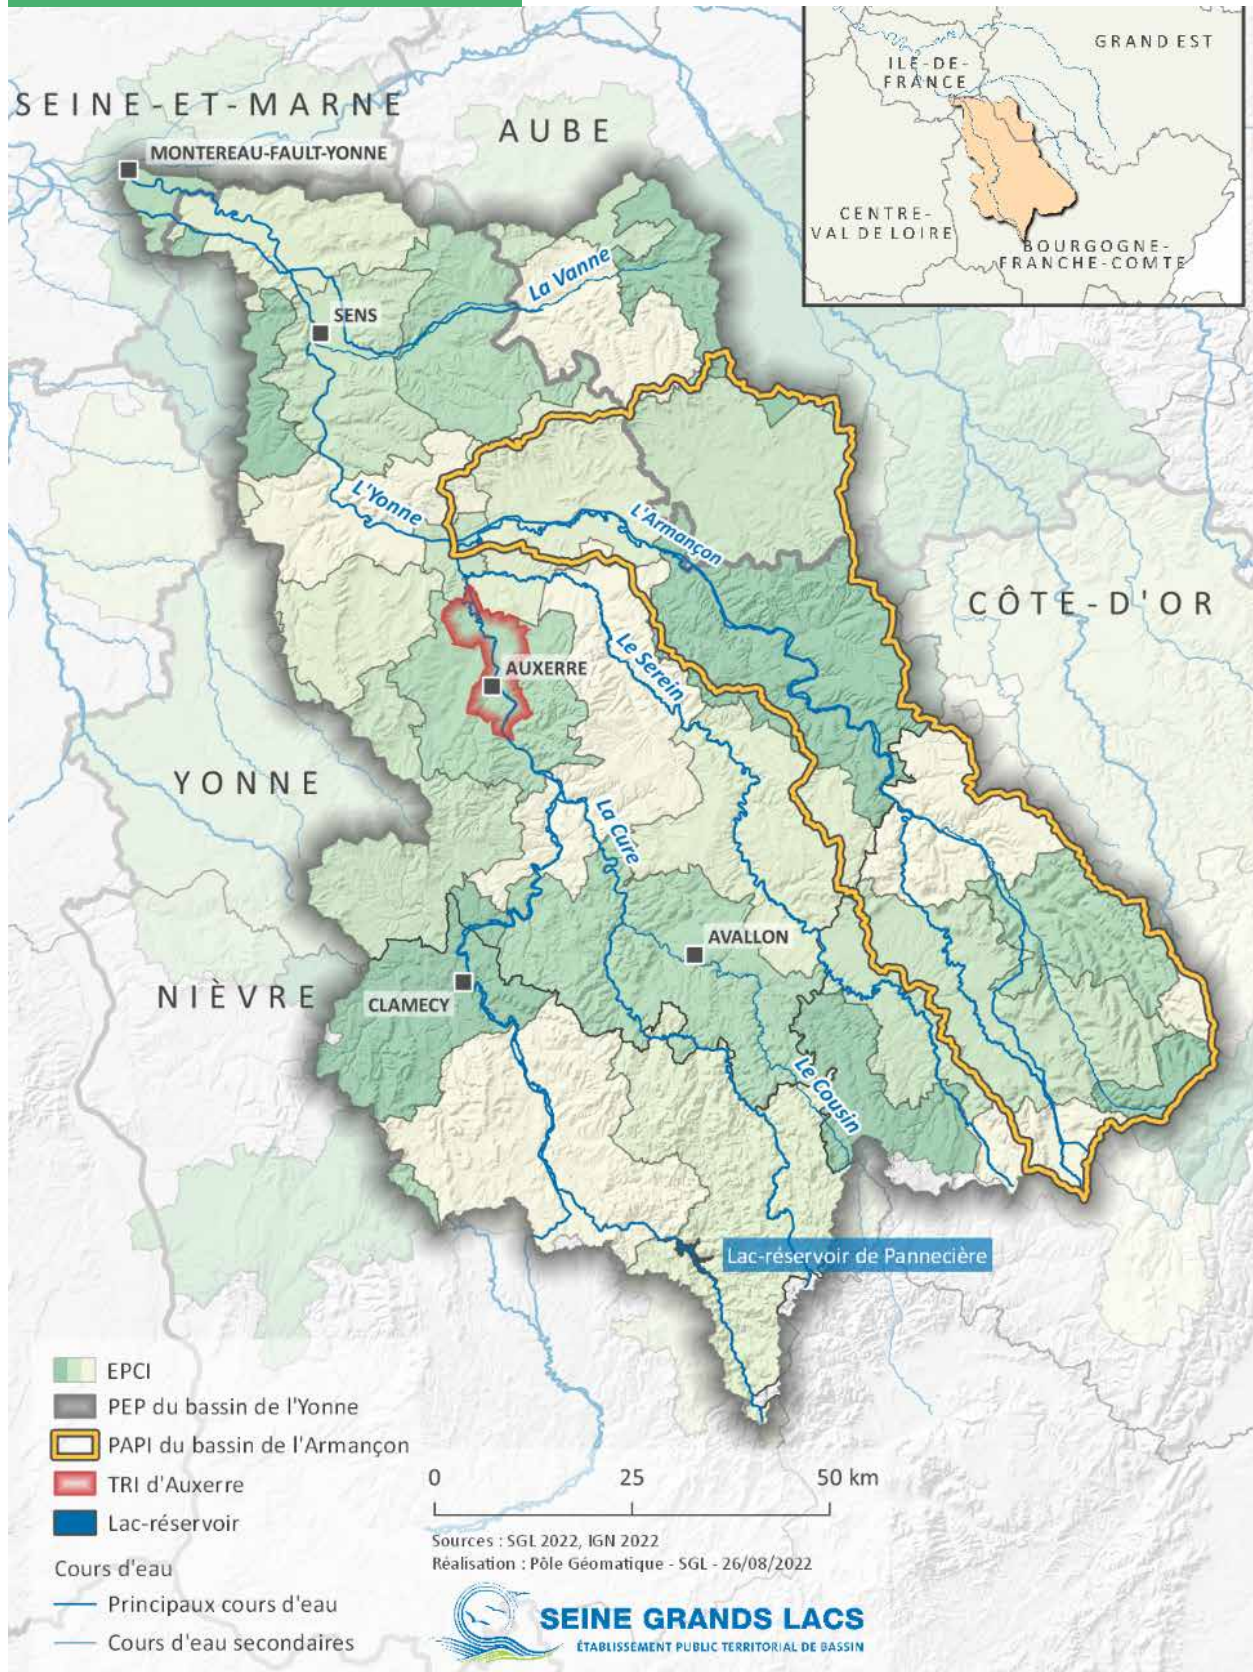 GRAND EST
ILE-DE-
FRANCE
CENTRE-
VAL DE LOIRE
BOURGOGNE-
FRANCHE-COMTE
SEINE-ET-MARNE
AUBE
MONTEREAU-FAULT-YONNE
La Vanne
SENS
L'Yonne
L'Armançon
CÔTE-D'OR
Le Serein
AUXERRE
YONNE
La Cure
AVALLON
NIÈVRE
CLAMECY
Le Cousin
Lac-réservoir de Pannecière
EPCI
PEP du bassin de l'Yonne
PAPI du bassin de l'Armançon
TRI d'Auxerre
Lac-réservoir
Cours d'eau
Principaux cours d'eau
Cours d'eau secondaires
0 25 50 km
Sources : SGL 2022, IGN 2022
Réalisation : Pôle Géomatique - SGL - 26/08/2022
SEINE GRANDS LACS
ÉTABLISSEMENT PUBLIC TERRITORIAL DE BASSIN